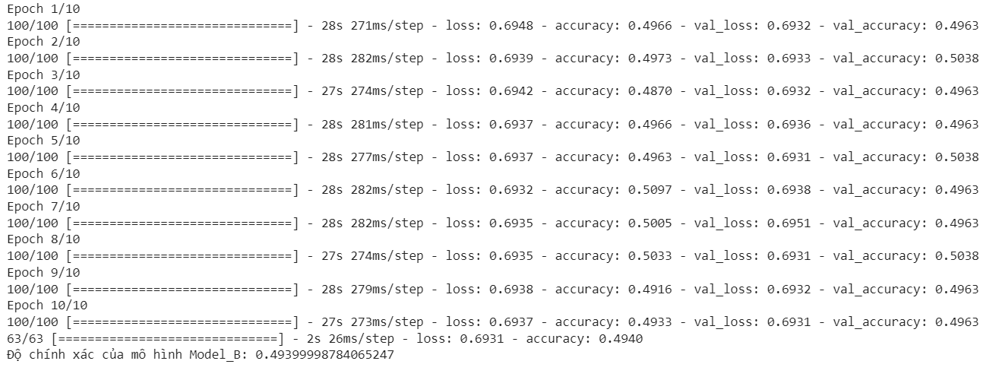 Epoch 1/10
100/100 [==============================] - 28s 271ms/step - loss: 0.6948 - accuracy: 0.4966 - val_loss: 0.6932 - val_accuracy: 0.4963
Epoch 2/10
100/100 [==============================] - 28s 282ms/step - loss: 0.6939 - accuracy: 0.4973 - val_loss: 0.6933 - val_accuracy: 0.5038
Epoch 3/10
100/100 [==============================] - 27s 274ms/step - loss: 0.6942 - accuracy: 0.4870 - val_loss: 0.6932 - val_accuracy: 0.4963
Epoch 4/10
100/100 [==============================] - 28s 281ms/step - loss: 0.6937 - accuracy: 0.4966 - val_loss: 0.6936 - val_accuracy: 0.4963
Epoch 5/10
100/100 [==============================] - 28s 277ms/step - loss: 0.6937 - accuracy: 0.4963 - val_loss: 0.6931 - val_accuracy: 0.5038
Epoch 6/10
100/100 [==============================] - 28s 282ms/step - loss: 0.6932 - accuracy: 0.5097 - val_loss: 0.6938 - val_accuracy: 0.4963
Epoch 7/10
100/100 [==============================] - 28s 282ms/step - loss: 0.6935 - accuracy: 0.5005 - val_loss: 0.6951 - val_accuracy: 0.4963
Epoch 8/10
100/100 [==============================] - 27s 274ms/step - loss: 0.6935 - accuracy: 0.5033 - val_loss: 0.6931 - val_accuracy: 0.5038
Epoch 9/10
100/100 [==============================] - 28s 279ms/step - loss: 0.6938 - accuracy: 0.4916 - val_loss: 0.6932 - val_accuracy: 0.4963
Epoch 10/10
100/100 [==============================] - 27s 273ms/step - loss: 0.6937 - accuracy: 0.4933 - val_loss: 0.6931 - val_accuracy: 0.4963
63/63 [==============================] - 2s 26ms/step - loss: 0.6931 - accuracy: 0.4940
Độ chính xác của mô hình Model_B: 0.49399998784065247